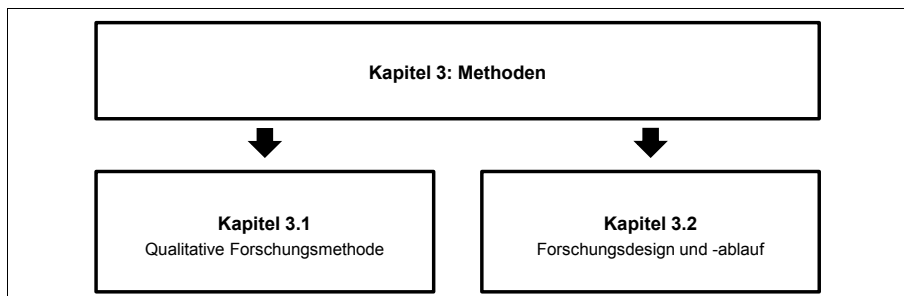 Kapitel 3: Methoden
Kapitel 3.1
Qualitative Forschungsmethode
Kapitel 3.2
Forschungsdesign und -ablauf